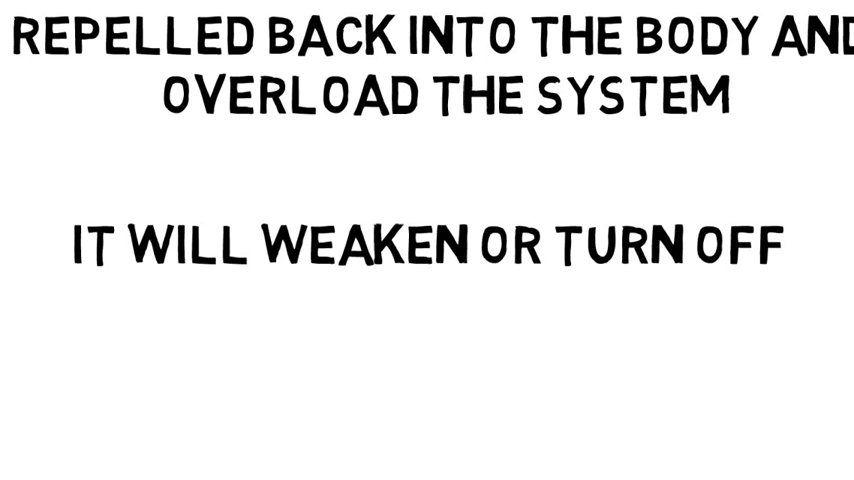 REPELLED BACK INTO THE BODY AND
OVERLOAD THE SYSTEM
IT WILL WEAKEN OR TURN OFF